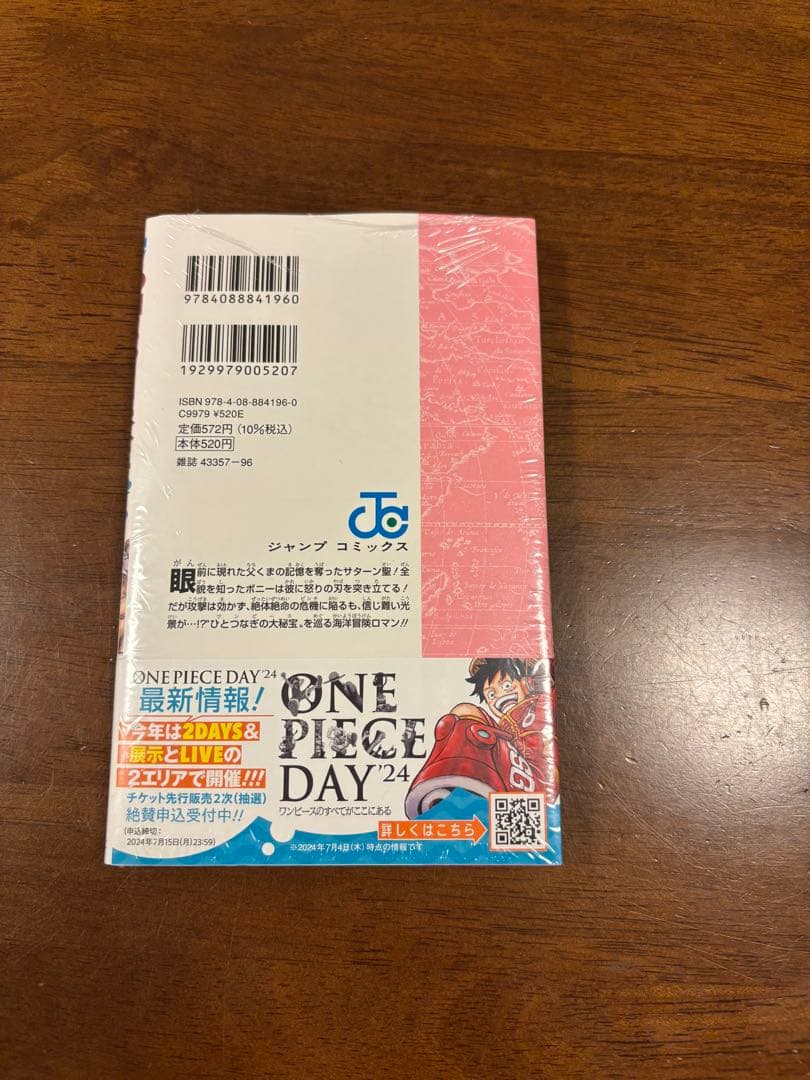 9784088841960
1929979005207
ISBN 978-4-08-884196-0
C9979 ¥520E
定価572円 (10%税込)
本体520円
雑誌 43357-96
JC
ジャンプ コミックス
眼前に現れた父くまの記憶を奪ったサターン聖!全
貌を知ったボニーは彼に怒りの刃を突き立てる!
だが攻撃は効かず、絶体絶命の危機に陥るも、信じ難い光
景が…!?"ひとつなぎの大秘宝"を巡る海洋冒険ロマン!!
ONE PIECE DAY'24
最新情報!
今年は2DAYS&
展示とLIVEの
2エリアで開催!!!
チケット先行販売2次(抽選)
絶賛申込受付中!!
(申込締切:
2024年7月15日(月)23:59)
ONE
PIECE
DAY'24
ワンピースのすべてがここにある
詳しくはこちら
※2024年7月4日(木)時点の情報です